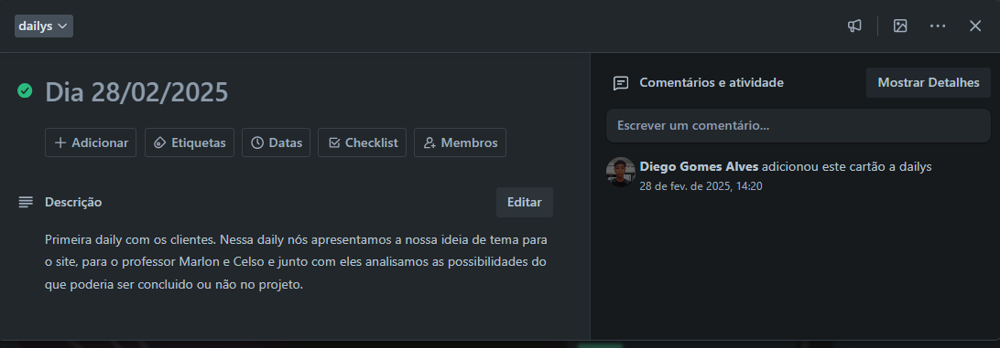 dailys
Dia 28/02/2025
Adicionar Etiquetas Datas Checklist Membros
Descrição
Editar
Primeira daily com os clientes. Nessa daily nós apresentamos a nossa ideia de tema para
o site, para o professor Marlon e Celso e junto com eles analisamos as possibilidades do
que poderia ser concluido ou não no projeto.
Comentários e atividade
Mostrar Detalhes
Escrever um comentário...
Diego Gomes Alves adicionou este cartão a dailys
28 de fev. de 2025, 14:20